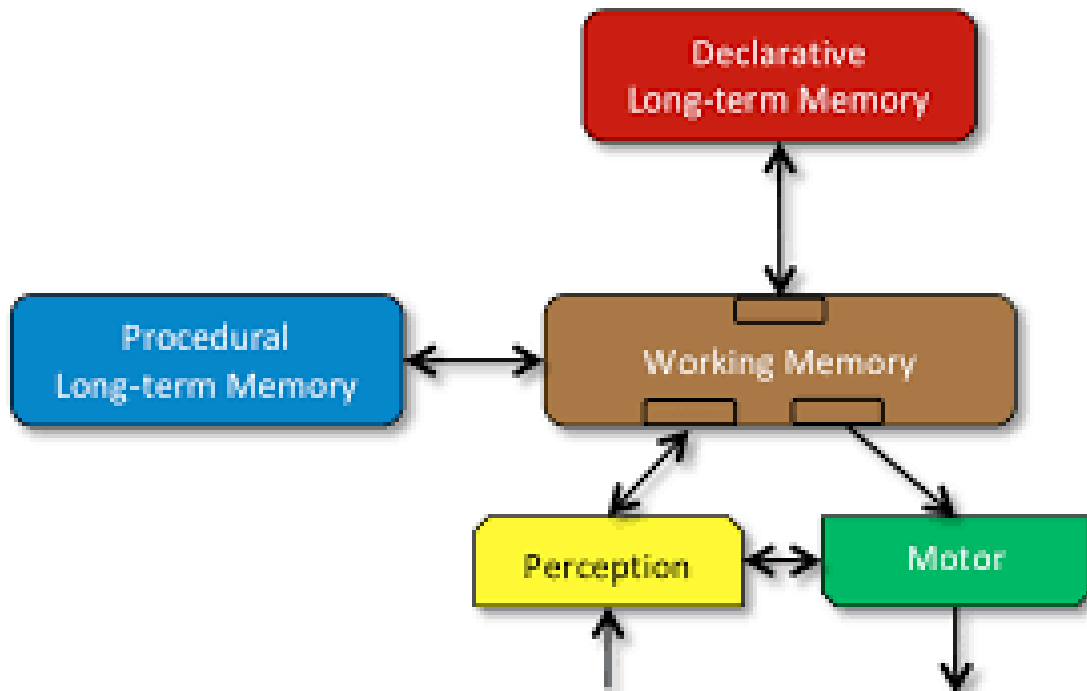 Declarative
Long-term Memory
Procedural
Long-term Memory
Working Memory
Perception
Motor